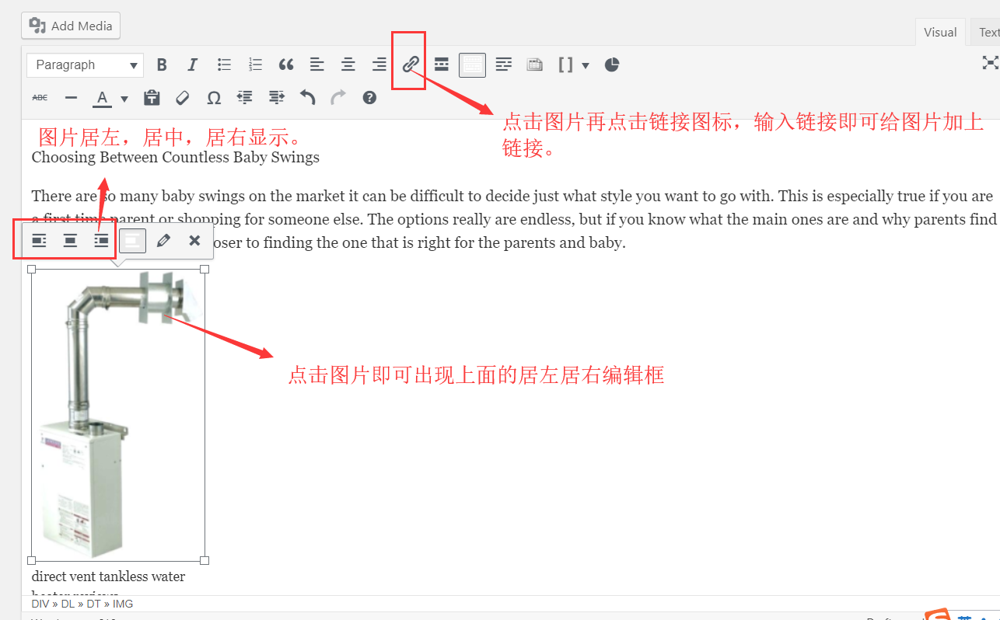 Add Media
Visual
Text
Paragraph
B
I
ABC
A
点击图片再点击链接图标，输入链接即可给图片加上
链接。
图片居左，居中，居右显示。
Choosing Between Countless Baby Swings
There are so many baby swings on the market it can be difficult to decide just what style you want to go with. This is especially true if you are
a first time parent or shopping for someone else. The options really are endless, but if you know what the main ones are and why parents find
oser to finding the one that is right for the parents and baby.
点击图片即可出现上面的居左居右编辑框
direct vent tankless water
heater reviews
DIV » DL » DT » IMG